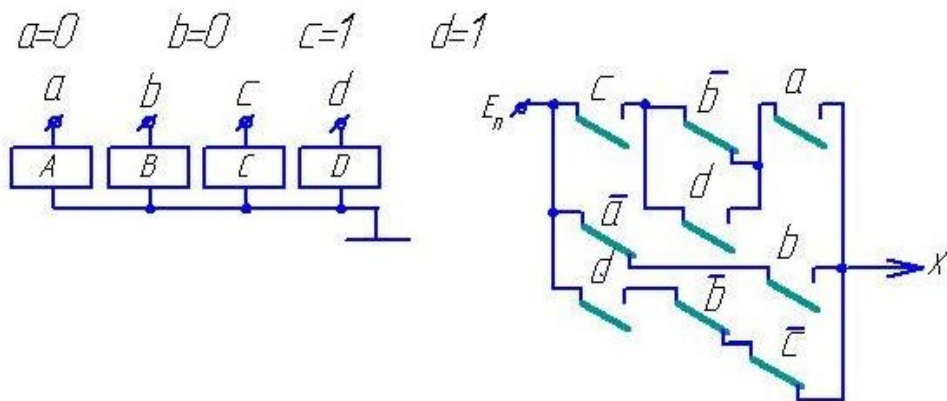 a=0 b=0 c=1 d=1
a b c d
A B C D
Eп c b̄ a
d
ā b
X
d b̄
c̄